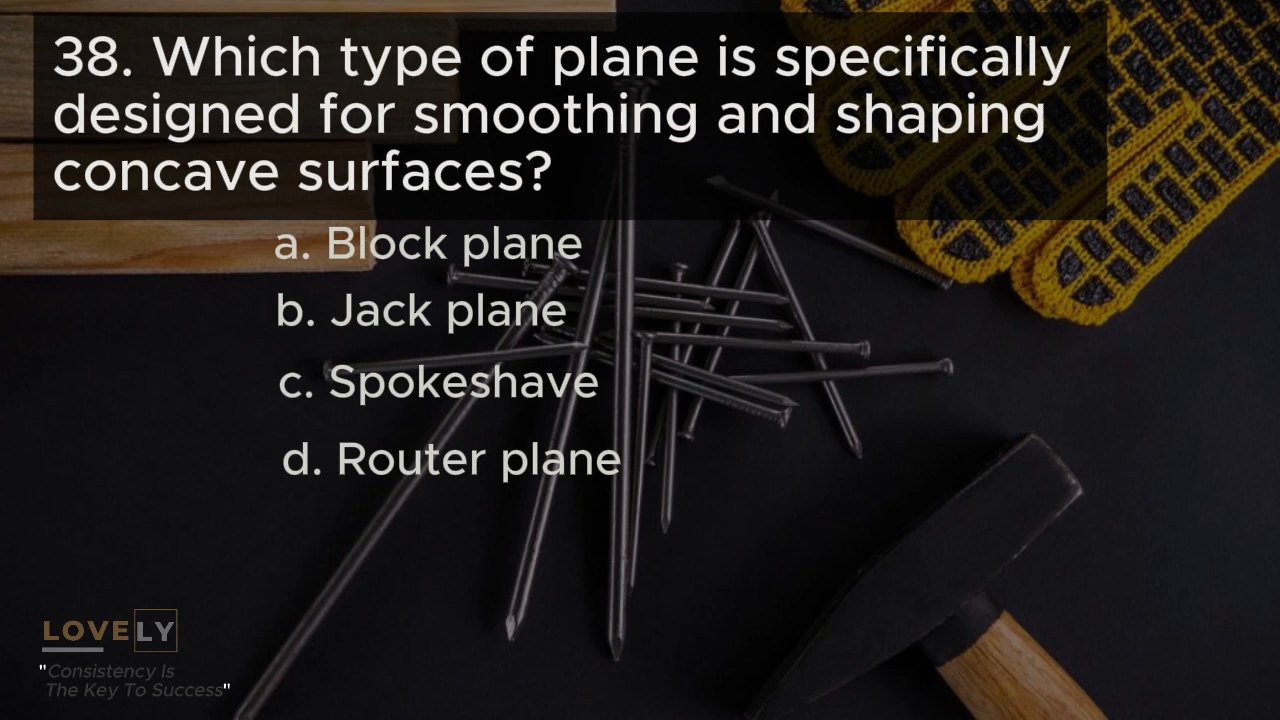 38. Which type of plane is specifically
designed for smoothing and shaping
concave surfaces?
a. Block plane
b. Jack plane
c. Spokeshave
d. Router plane
LOVELY
"Consistency Is
The Key To Success"